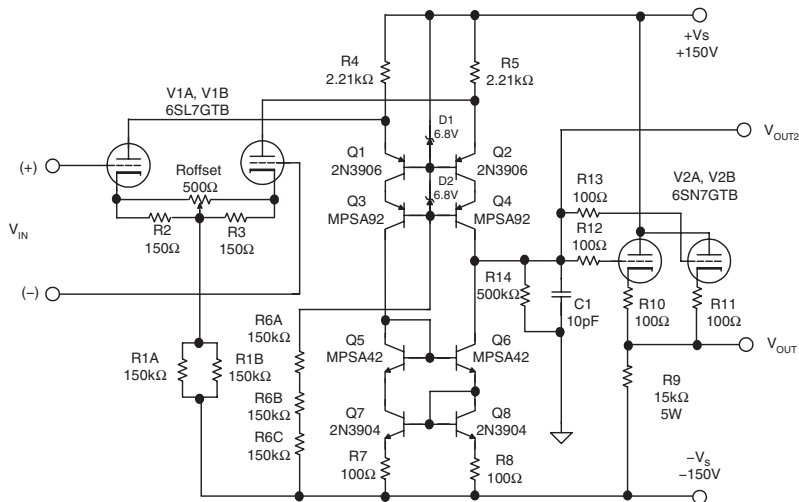 +Vs
+150V
R4
2.21kΩ
R5
2.21kΩ
V1A, V1B
6SL7GTB
D1
6.8V
VOUT2
(+)
Roffset
500Ω
Q1
2N3906
Q2
2N3906
V2A, V2B
6SN7GTB
D2
6.8V
R13
100Ω
Q3
MPSA92
Q4
MPSA92
R2
150Ω
R3
150Ω
VIN
R12
100Ω
R14
500kΩ
(−)
C1
10pF
R10
100Ω
R11
100Ω
R6A
150kΩ
Q5
MPSA42
Q6
MPSA42
VOUT
R1A
150kΩ
R1B
150kΩ
R9
15kΩ
5W
R6B
150kΩ
Q7
2N3904
Q8
2N3904
R6C
150kΩ
R7
100Ω
R8
100Ω
−Vs
−150V